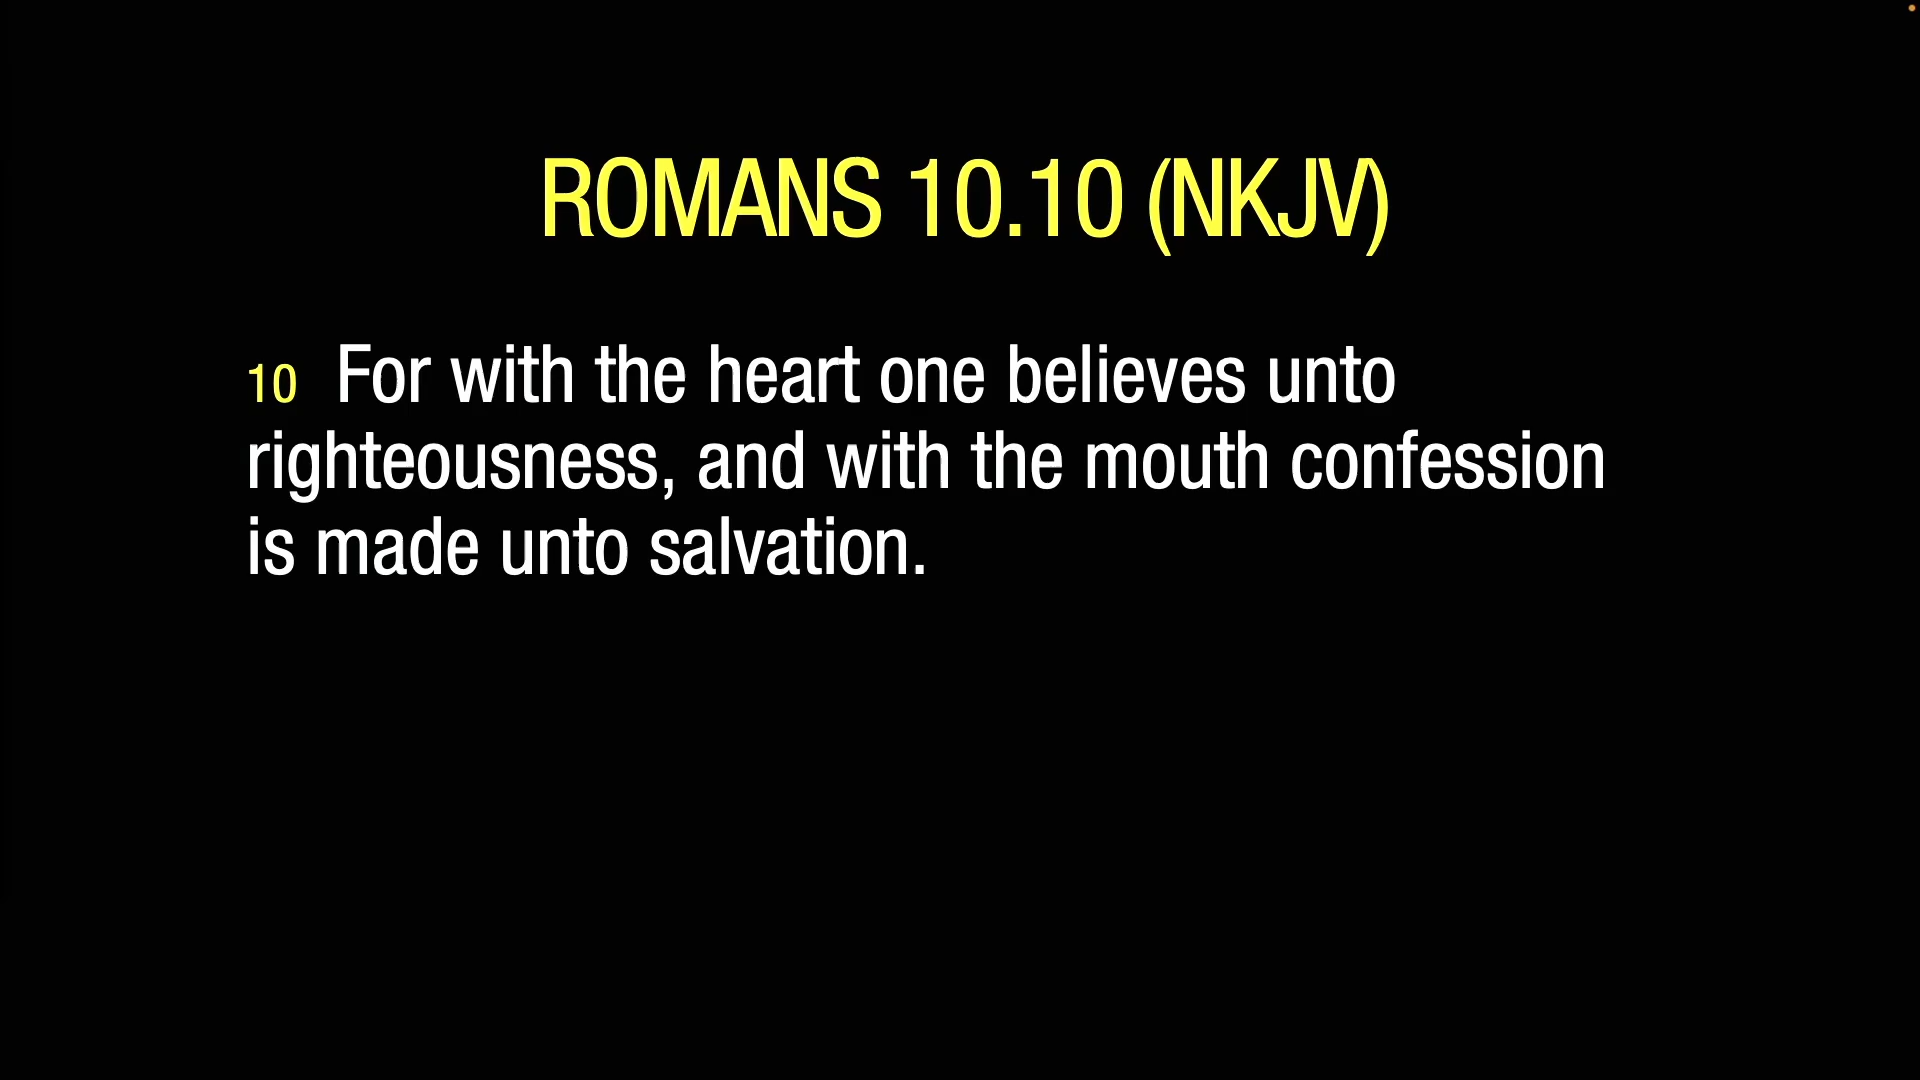 ROMANS 10.10 (NKJV)
10 For with the heart one believes unto
righteousness, and with the mouth confession
is made unto salvation.